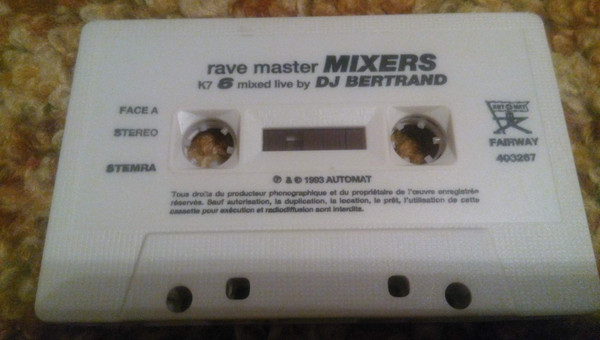 rave master MIXERS
K7 6 mixed live by DJ BERTRAND
FACE A
STEREO
STEMRA
AUTOMAT
FAIRWAY
403267
℗ & © 1993 AUTOMAT
Tous droits du producteur phonographique et du propriétaire de l'œuvre enregistrée
réservés. Sauf autorisation, la duplication, la location, le prêt, l'utilisation de cette
cassette pour exécution et radiodiffusion sont interdits.